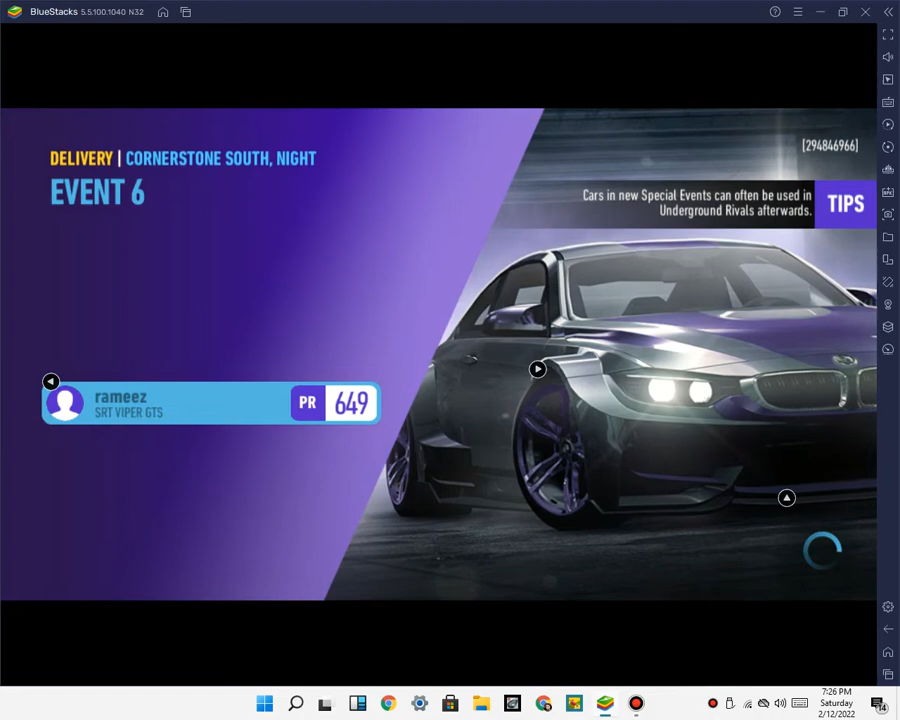 BlueStacks 5.5.100.1040 N32
DELIVERY | CORNERSTONE SOUTH, NIGHT
EVENT 6
[294846966]
Cars in new Special Events can often be used in
Underground Rivals afterwards.
TIPS
rameez
SRT VIPER GTS
PR 649
7:26 PM
Saturday
2/12/2022
14